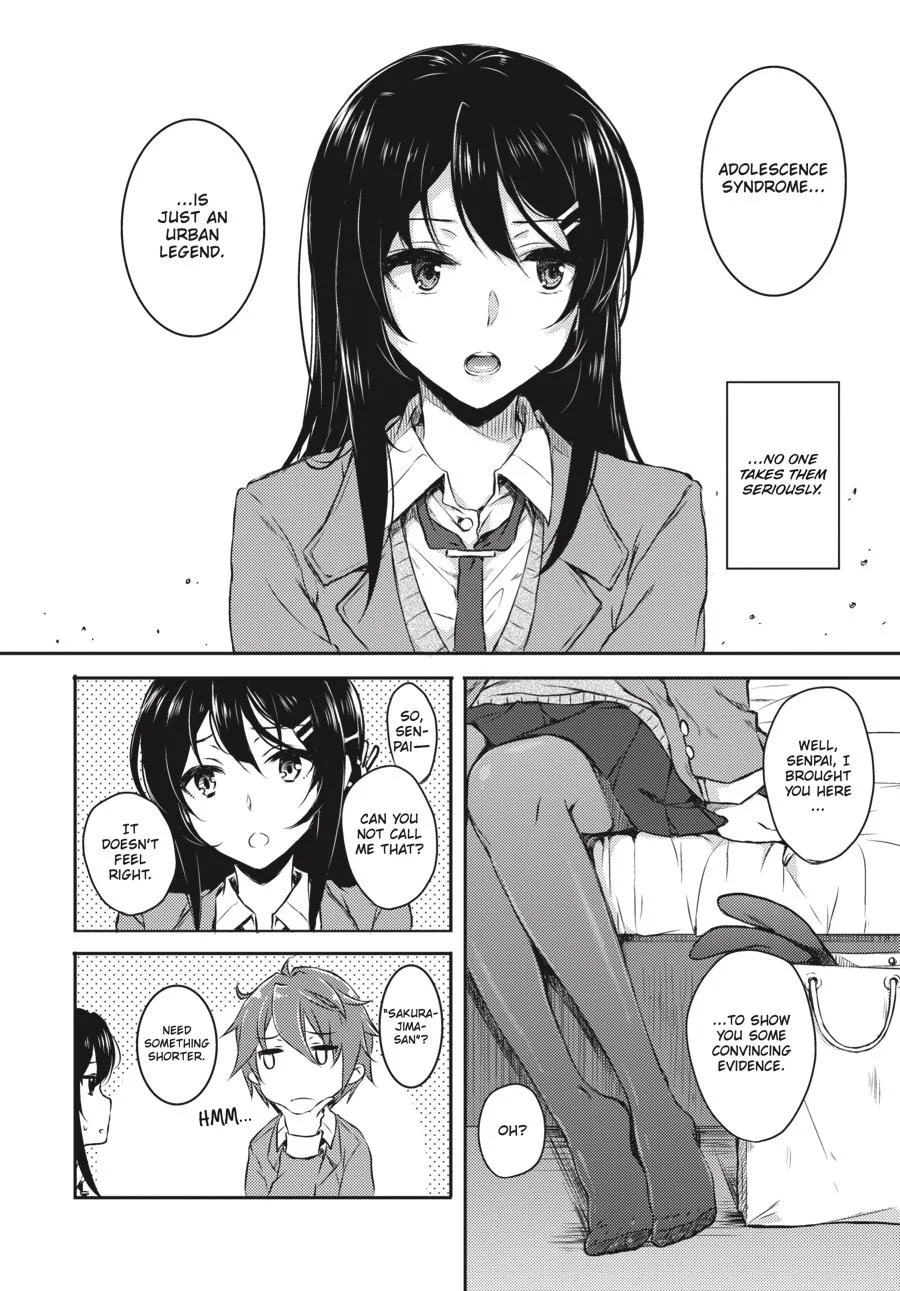 ADOLESCENCE
SYNDROME...
...IS
JUST AN
URBAN
LEGEND.
...NO ONE
TAKES THEM
SERIOUSLY.
WELL,
SENPAI, I
BROUGHT
YOU HERE
...
...TO SHOW
YOU SOME
CONVINCING
EVIDENCE.
OH?
SO,
SEN-
PAI—
CAN YOU
NOT CALL
ME THAT?
IT
DOESN'T
FEEL
RIGHT.
"SAKURA-
JIMA-
SAN"?
NEED
SOMETHING
SHORTER.
HMM...